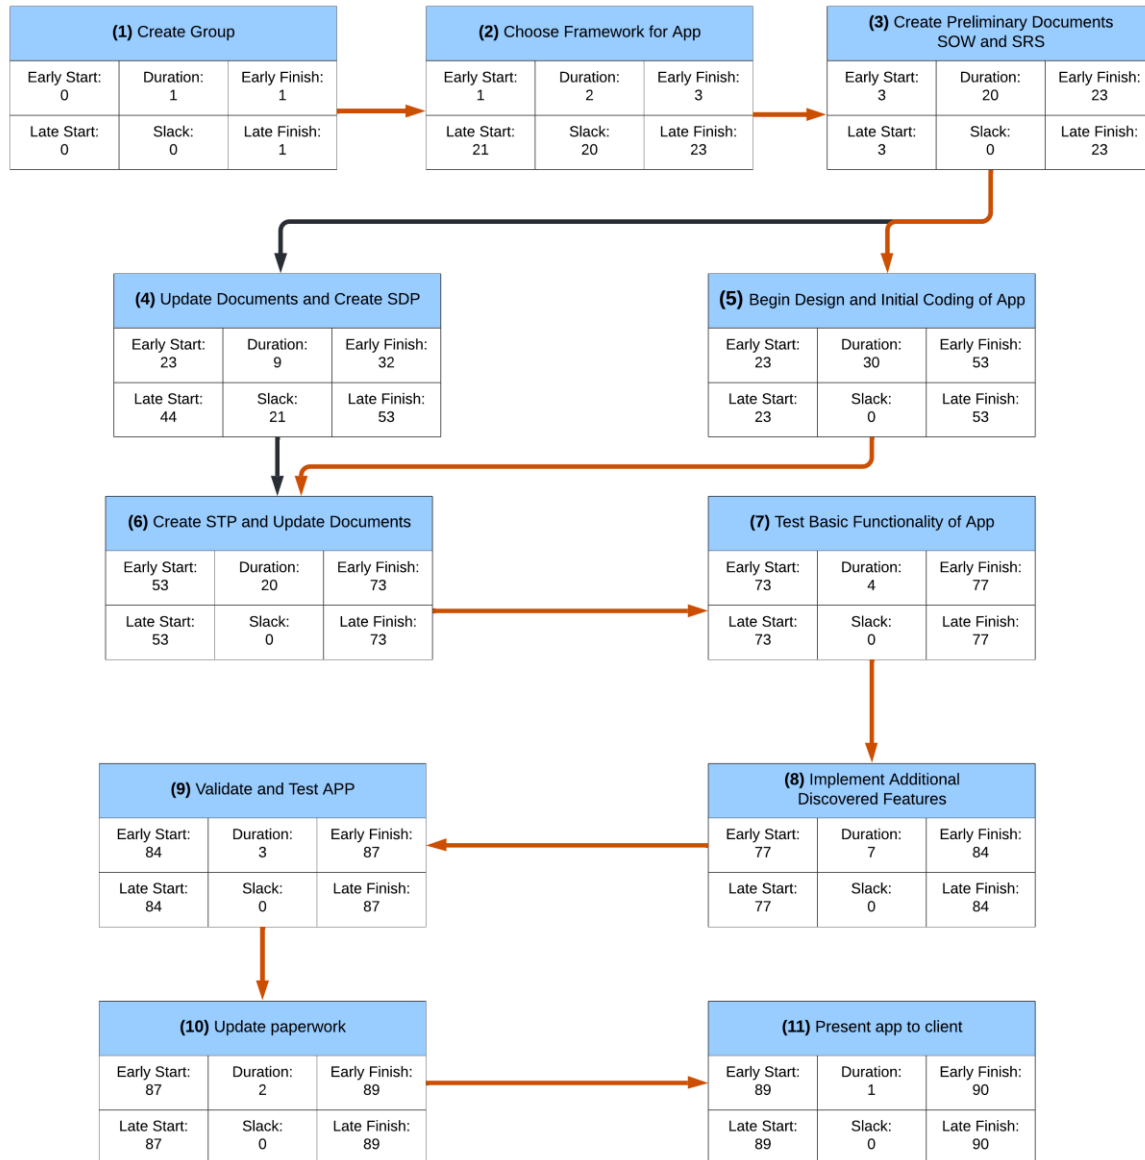 (1) Create Group
Early Start:
0
Duration:
1
Early Finish:
1
Late Start:
0
Slack:
0
Late Finish:
1
(2) Choose Framework for App
Early Start:
1
Duration:
2
Early Finish:
3
Late Start:
21
Slack:
20
Late Finish:
23
(3) Create Preliminary Documents
SOW and SRS
Early Start:
3
Duration:
20
Early Finish:
23
Late Start:
3
Slack:
0
Late Finish:
23
(4) Update Documents and Create SDP
Early Start:
23
Duration:
9
Early Finish:
32
Late Start:
44
Slack:
21
Late Finish:
53
(5) Begin Design and Initial Coding of App
Early Start:
23
Duration:
30
Early Finish:
53
Late Start:
23
Slack:
0
Late Finish:
53
(6) Create STP and Update Documents
Early Start:
53
Duration:
20
Early Finish:
73
Late Start:
53
Slack:
0
Late Finish:
73
(7) Test Basic Functionality of App
Early Start:
73
Duration:
4
Early Finish:
77
Late Start:
73
Slack:
0
Late Finish:
77
(8) Implement Additional
Discovered Features
Early Start:
77
Duration:
7
Early Finish:
84
Late Start:
77
Slack:
0
Late Finish:
84
(9) Validate and Test APP
Early Start:
84
Duration:
3
Early Finish:
87
Late Start:
84
Slack:
0
Late Finish:
87
(10) Update paperwork
Early Start:
87
Duration:
2
Early Finish:
89
Late Start:
87
Slack:
0
Late Finish:
89
(11) Present app to client
Early Start:
89
Duration:
1
Early Finish:
90
Late Start:
89
Slack:
0
Late Finish:
90